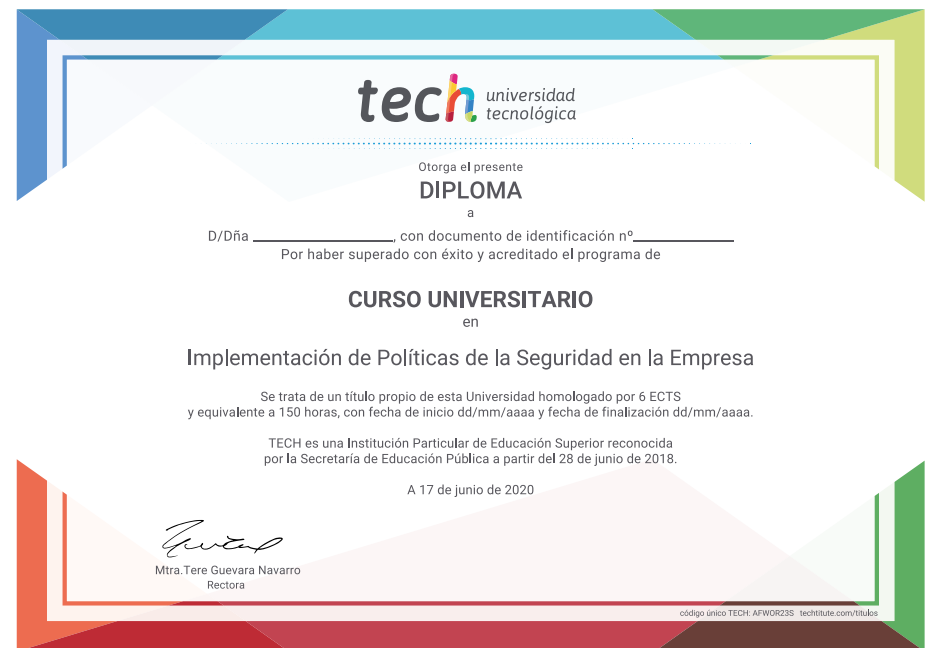 tech universidad
tecnológica
Otorga el presente
DIPLOMA
a
D/Dña ____________, con documento de identificación nº____________
Por haber superado con éxito y acreditado el programa de
CURSO UNIVERSITARIO
en
Implementación de Políticas de la Seguridad en la Empresa
Se trata de un título propio de esta Universidad homologado por 6 ECTS
y equivalente a 150 horas, con fecha de inicio dd/mm/aaaa y fecha de finalización dd/mm/aaaa.
TECH es una Institución Particular de Educación Superior reconocida
por la Secretaría de Educación Pública a partir del 28 de junio de 2018.
A 17 de junio de 2020
Mtra.Tere Guevara Navarro
Rectora
código único TECH: AFWOR23S techtitute.com/titulos